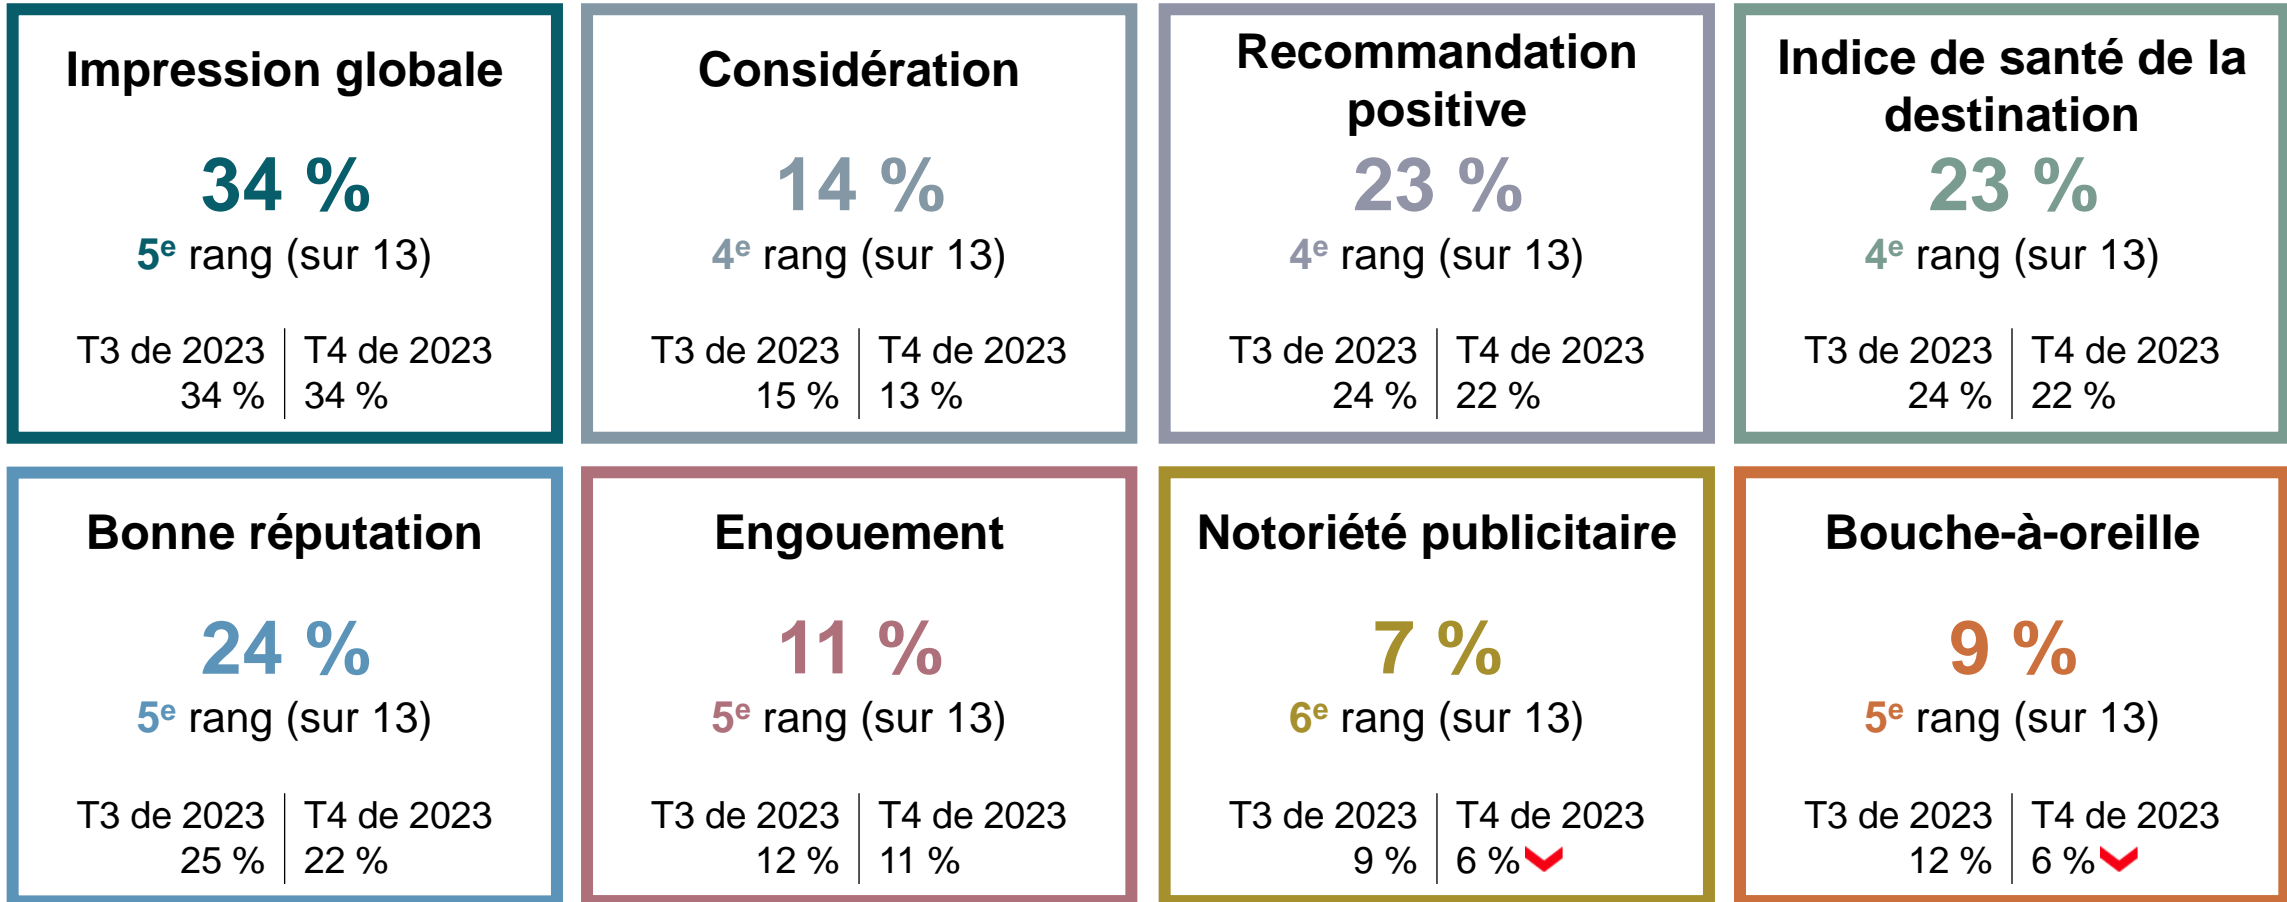 Impression globale
34 %
5e rang (sur 13)
T3 de 2023 T4 de 2023
34 % 34 %
Considération
14 %
4e rang (sur 13)
T3 de 2023 T4 de 2023
15 % 13 %
Recommandation
positive
23 %
4e rang (sur 13)
T3 de 2023 T4 de 2023
24 % 22 %
Indice de santé de la
destination
23 %
4e rang (sur 13)
T3 de 2023 T4 de 2023
24 % 22 %
Bonne réputation
24 %
5e rang (sur 13)
T3 de 2023 T4 de 2023
25 % 22 %
Engouement
11 %
5e rang (sur 13)
T3 de 2023 T4 de 2023
12 % 11 %
Notoriété publicitaire
7 %
6e rang (sur 13)
T3 de 2023 T4 de 2023
9 % 6 %
Bouche-à-oreille
9 %
5e rang (sur 13)
T3 de 2023 T4 de 2023
12 % 6 %